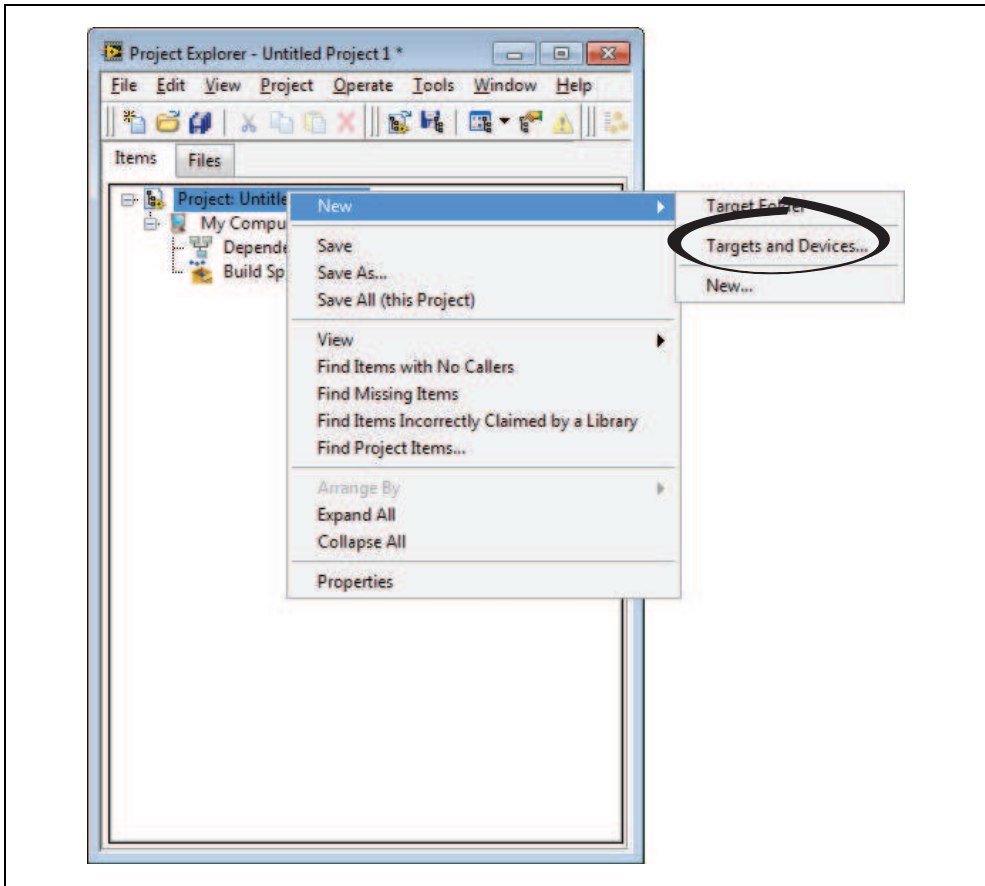 Project Explorer - Untitled Project 1 *
File Edit View Project Operate Tools Window Help
Items Files
Project: Untitle
My Compu
Depende
Build Sp
New
Save
Save As...
Save All (this Project)
View
Find Items with No Callers
Find Missing Items
Find Items Incorrectly Claimed by a Library
Find Project Items...
Arrange By
Expand All
Collapse All
Properties
Target Folder
Targets and Devices...
New...